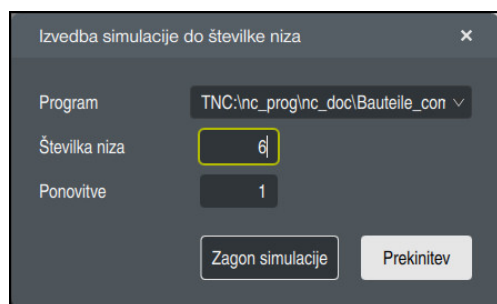 Izvedba simulacije do številke niza
Program TNC:\nc_prog\nc_doc\Bauteile_con
Številka niza 6
Ponovitve 1
Zagon simulacije Prekinitev